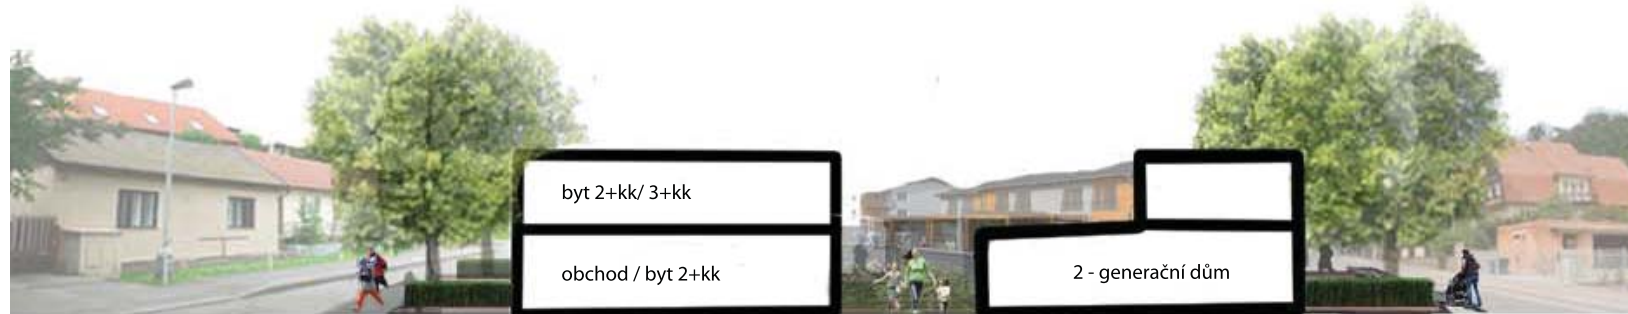 byt 2+kk/ 3+kk
obchod / byt 2+kk
2 - generační dům